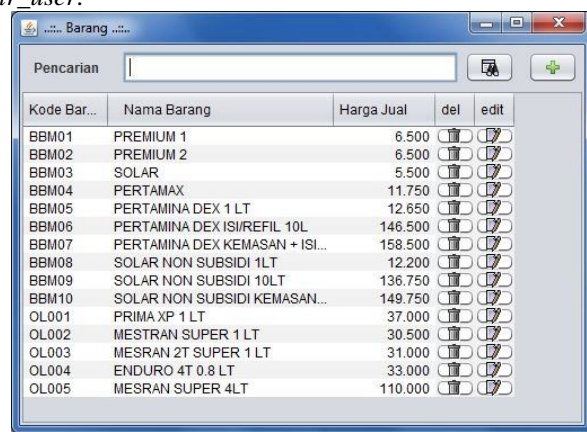 ar_user.
..::.. Barang ..::..
Pencarian
Kode Bar... Nama Barang Harga Jual del edit
BBM01 PREMIUM 1 6.500
BBM02 PREMIUM 2 6.500
BBM03 SOLAR 5.500
BBM04 PERTAMAX 11.750
BBM05 PERTAMINA DEX 1 LT 12.650
BBM06 PERTAMINA DEX ISI/REFIL 10L 146.500
BBM07 PERTAMINA DEX KEMASAN + ISI... 158.500
BBM08 SOLAR NON SUBSIDI 1LT 12.200
BBM09 SOLAR NON SUBSIDI 10LT 136.750
BBM10 SOLAR NON SUBSIDI KEMASAN... 149.750
OL001 PRIMA XP 1 LT 37.000
OL002 MESTRAN SUPER 1 LT 30.500
OL003 MESRAN 2T SUPER 1 LT 31.000
OL004 ENDURO 4T 0.8 LT 33.000
OL005 MESRAN SUPER 4LT 110.000